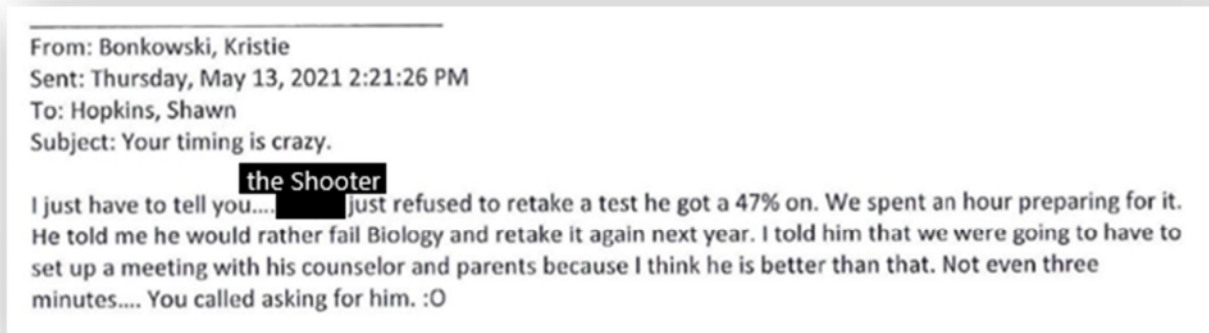 From: Bonkowski, Kristie
Sent: Thursday, May 13, 2021 2:21:26 PM
To: Hopkins, Shawn
Subject: Your timing is crazy.
the Shooter
I just have to tell you.... just refused to retake a test he got a 47% on. We spent an hour preparing for it.
He told me he would rather fail Biology and retake it again next year. I told him that we were going to have to
set up a meeting with his counselor and parents because I think he is better than that. Not even three
minutes.... You called asking for him. :O